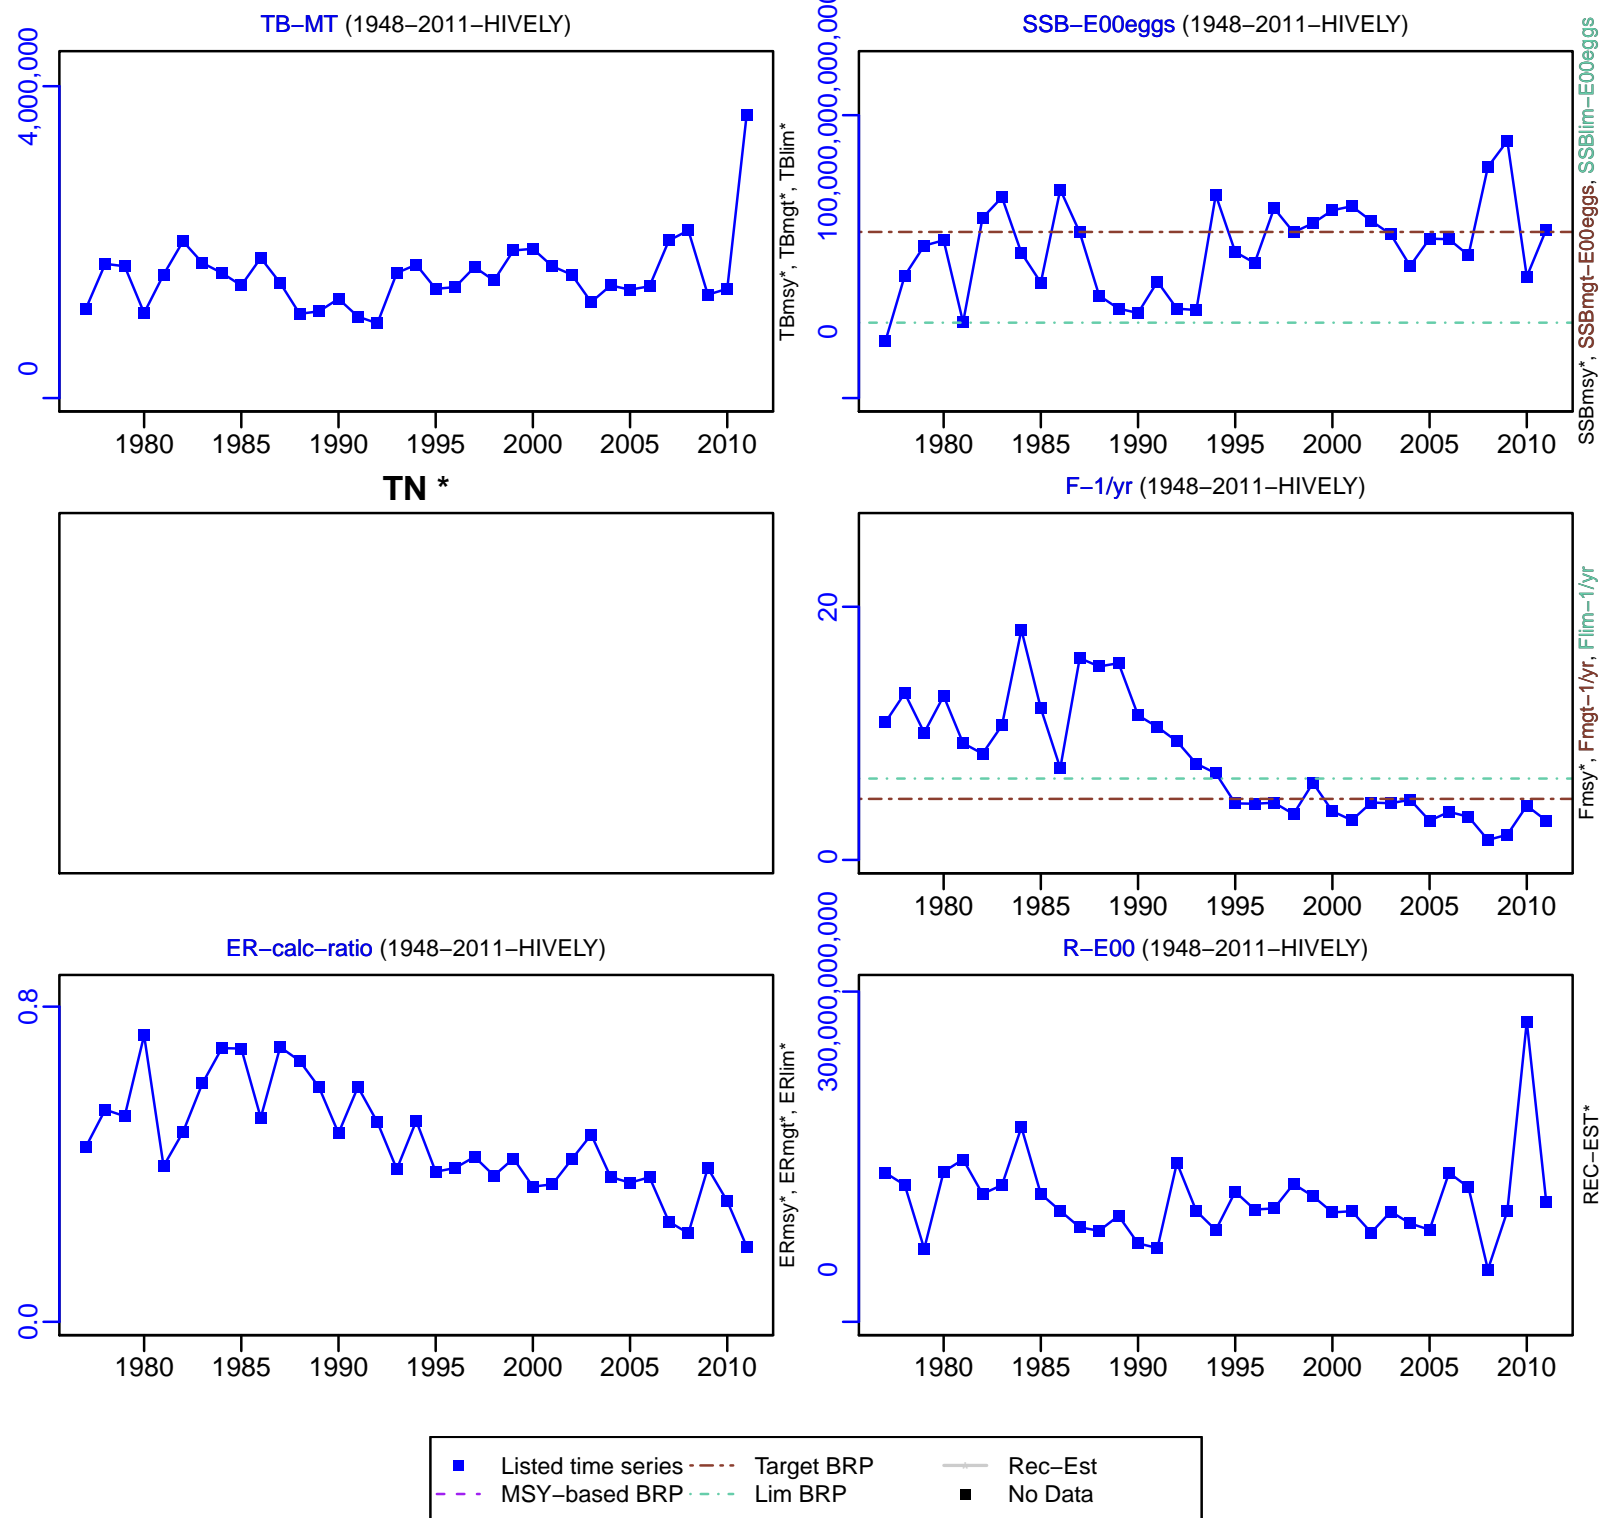 TB−MT (1948−2011−HIVELY)
4,000,000
0
TBmsy*, TBmgt*, TBlim*
1980 1985 1990 1995 2000 2005 2010
SSB−E00eggs (1948−2011−HIVELY)
100,000,000,000,000
0
SSBmsy*, SSBmgt−E00eggs, SSBlim−E00eggs
1980 1985 1990 1995 2000 2005 2010
TN *
F−1/yr (1948−2011−HIVELY)
20
0
Fmsy*, Fmgt−1/yr, Flim−1/yr
1980 1985 1990 1995 2000 2005 2010
ER−calc−ratio (1948−2011−HIVELY)
0.8
0.0
ERmsy*, ERmgt*, ERlim*
1980 1985 1990 1995 2000 2005 2010
R−E00 (1948−2011−HIVELY)
300,000,000,000
0
REC−EST*
1980 1985 1990 1995 2000 2005 2010
Listed time series Target BRP Rec−Est
MSY−based BRP Lim BRP No Data